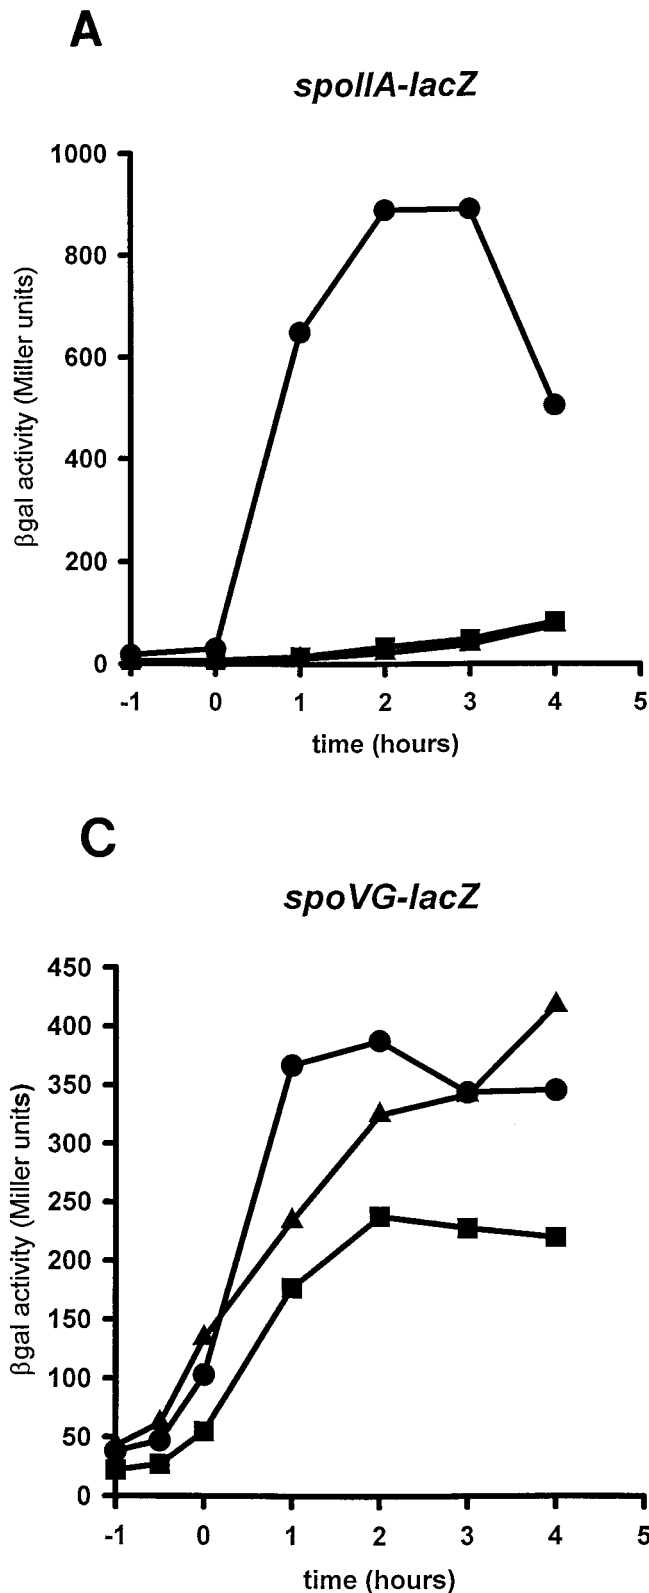 A
spoIIA-lacZ
1000
800
600
400
200
0
βgal activity (Miller units)
-1 0 1 2 3 4 5
time (hours)
C
spoVG-lacZ
450
400
350
300
250
200
150
100
50
0
βgal activity (Miller units)
-1 0 1 2 3 4 5
time (hours)